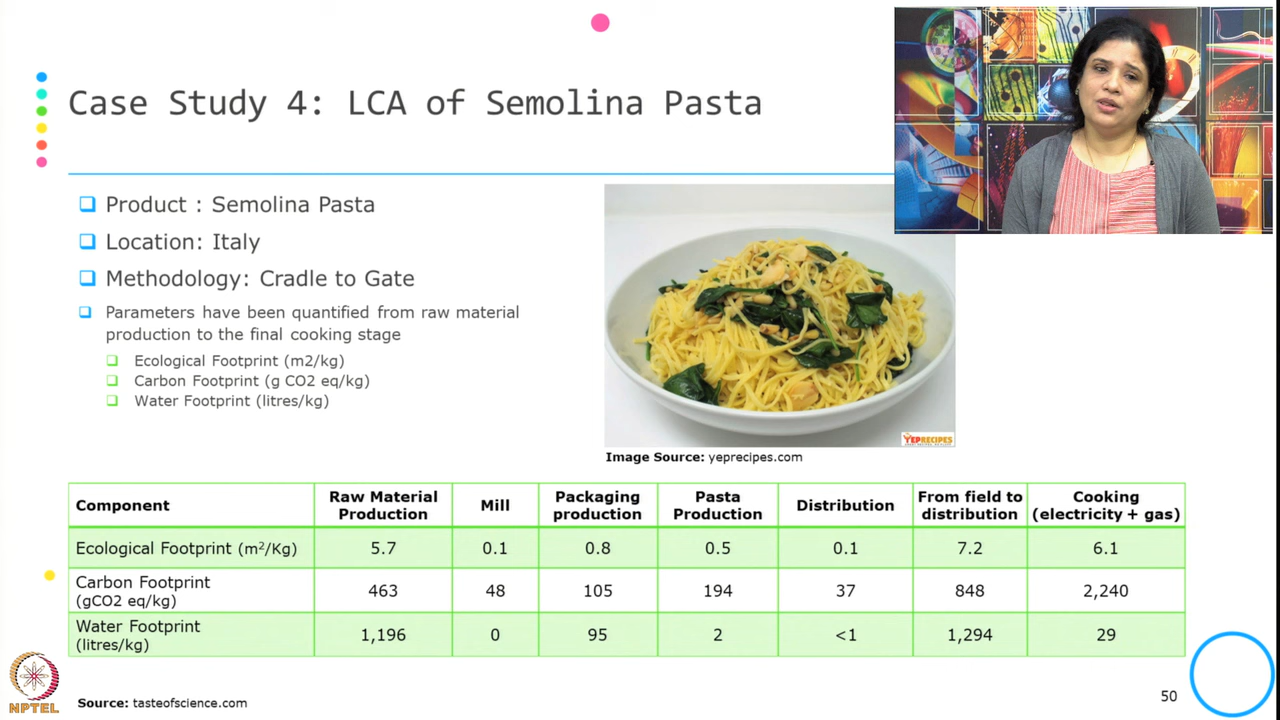 Case Study 4: LCA of Semolina Pasta
Product : Semolina Pasta
Location: Italy
Methodology: Cradle to Gate
Parameters have been quantified from raw material
production to the final cooking stage
Ecological Footprint (m2/kg)
Carbon Footprint (g CO2 eq/kg)
Water Footprint (litres/kg)
YEPRECIPES
Image Source: yeprecipes.com
Component Raw Material Production Mill Packaging production Pasta Production Distribution From field to distribution Cooking (electricity + gas)
Ecological Footprint (m²/Kg) 5.7 0.1 0.8 0.5 0.1 7.2 6.1
Carbon Footprint (gCO2 eq/kg) 463 48 105 194 37 848 2,240
Water Footprint (litres/kg) 1,196 0 95 2 <1 1,294 29
NPTEL
Source: tasteofscience.com
50